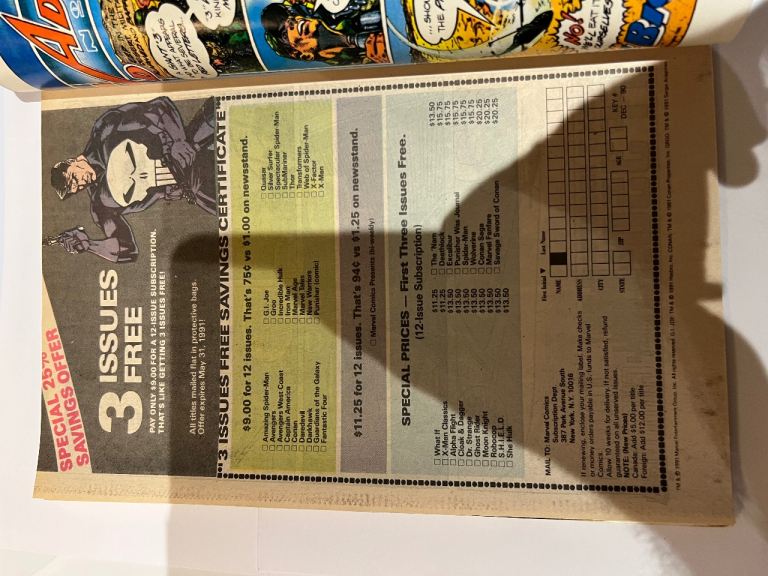 SPECIAL 25%
SAVINGS OFFER
3 ISSUES
FREE
PAY ONLY $9.00 FOR A 12-ISSUE SUBSCRIPTION.
THAT'S LIKE GETTING 3 ISSUES FREE!
All titles mailed flat in protective bags.
Offer expires May 31, 1991!
"3 ISSUES FREE SAVINGS CERTIFICATE"
$9.00 for 12 issues. That's 75¢ vs $1.00 on newsstand.
Amazing Spider-Man
Avengers
Avengers West Coast
Captain America
Conan
Daredevil
Darkhawk
Guardians of the Galaxy
Fantastic Four
G.I. Joe
Groo
Incredible Hulk
Iron Man
Marvel Age
Marvel Tales
New Warriors
Punisher (comic)
Quasar
Silver Surfer
Spectacular Spider-Man
SubMariner
Thor
Transformers
Web of Spider-Man
X-Factor
X-Men
$11.25 for 12 issues. That's 94¢ vs $1.25 on newsstand.
Marvel Comics Presents (bi-weekly)
SPECIAL PRICES — First Three Issues Free.
(12-Issue Subscription)
What If $11.25
X-Men Classics $11.25
Alpha Flight $13.50
Cloak & Dagger $13.50
Dr. Strange $13.50
Ghost Rider $13.50
Moon Knight $13.50
Robocop $13.50
S.H.I.E.L.D. $13.50
She Hulk $13.50
The 'Nam $13.50
Deathlock $15.75
Excalibur $15.75
Punisher War Journal $15.75
Spider-Man $15.75
Wolverine $15.75
Conan Saga $20.25
Marvel Fanfare $20.25
Savage Sword of Conan $20.25
MAIL TO: Marvel Comics
Subscription Dept
387 Park Avenue South
New York, N.Y. 10016
If renewing, enclose your mailing label. Make checks
or money orders payable in U.S. funds to Marvel
Comics.
Allow 10 weeks for delivery. If not satisfied, refund
guaranteed on all unserved issues.
NOTE: (New Prices)
Canada: Add $5.00 per title
Foreign: Add $12.00 per title
First Initial ▼ Last Name
NAME
ADDRESS
CITY
STATE ZIP AGE
KEY #
DEC — 90